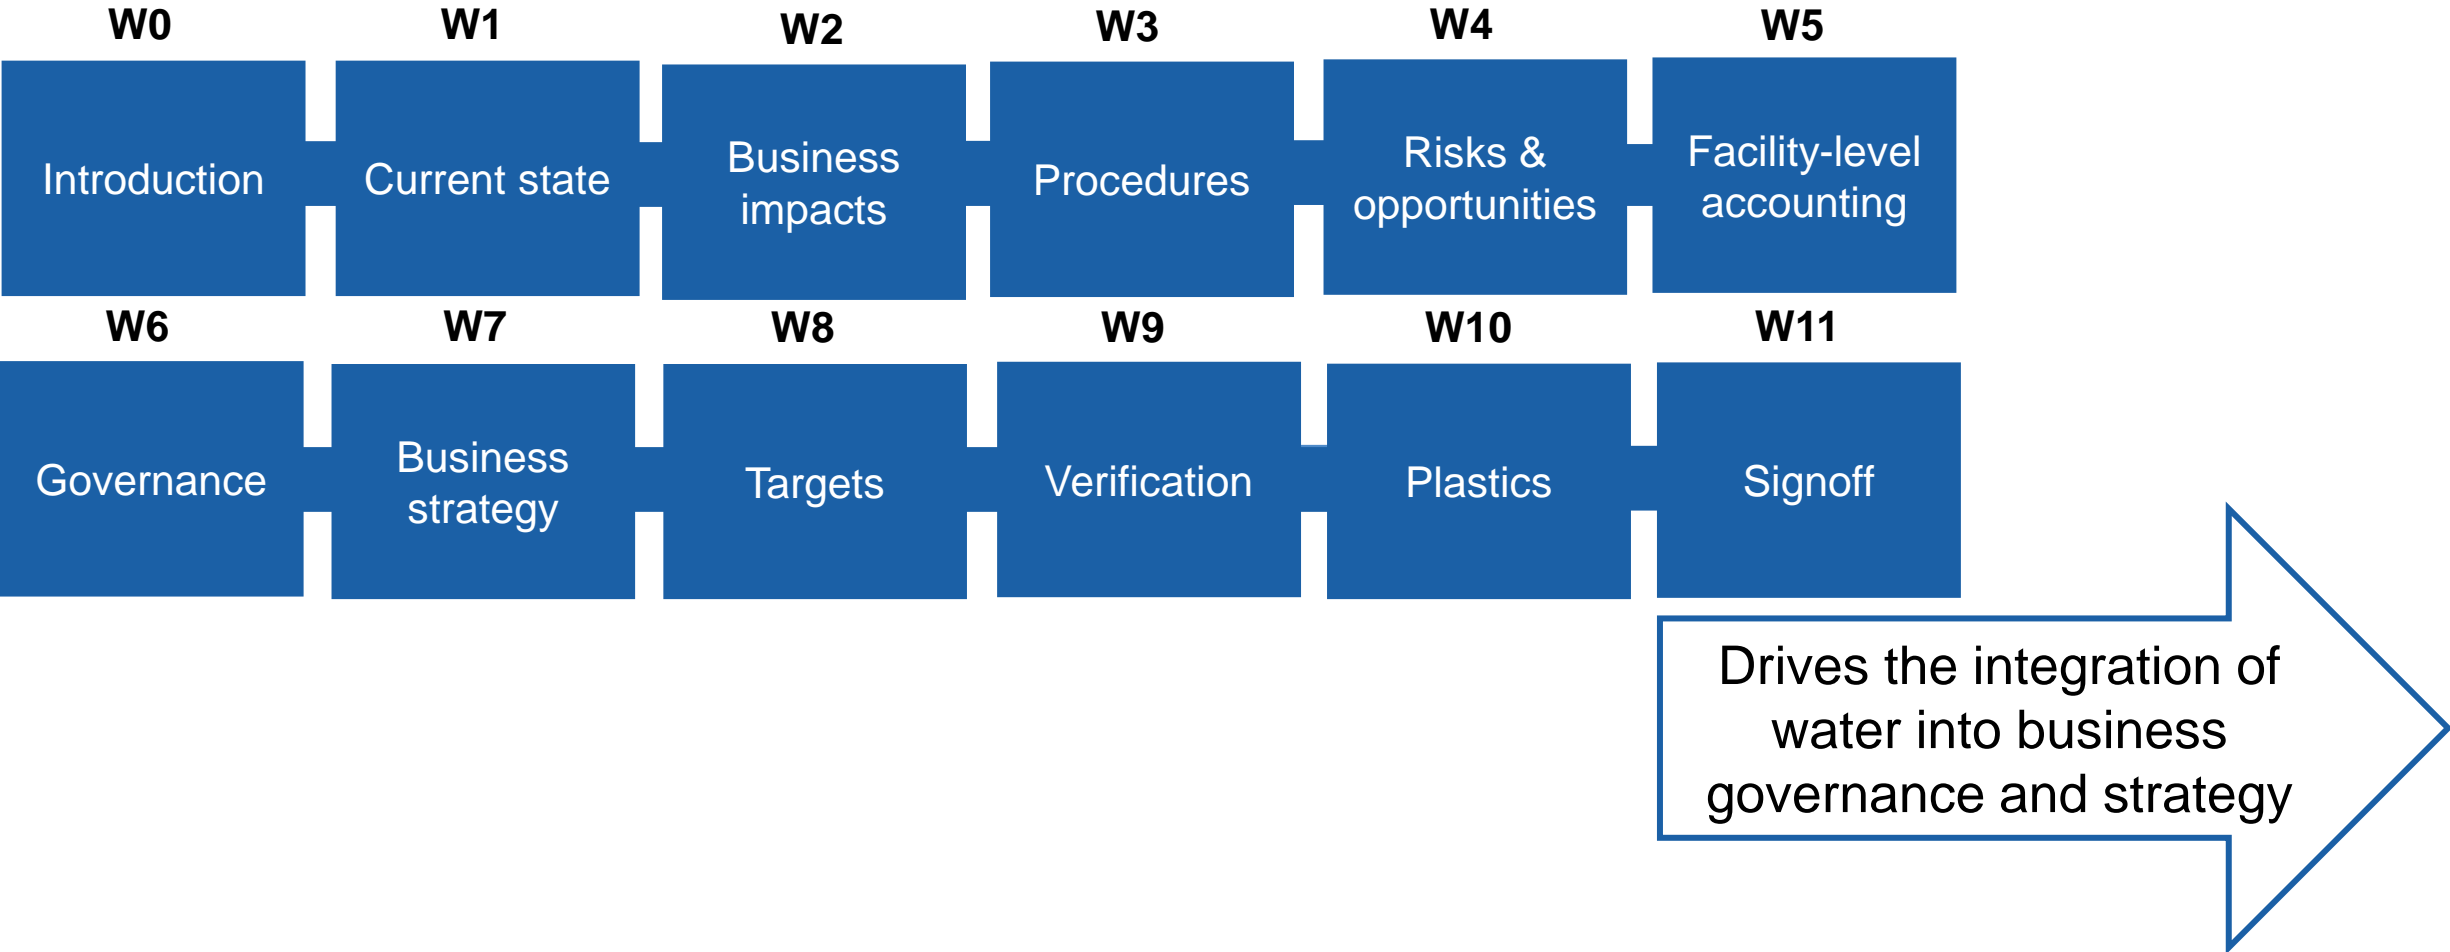 W0 W1 W2 W3 W4 W5
Introduction
Current state
Business
impacts
Procedures
Risks &
opportunities
Facility-level
accounting
W6 W7 W8 W9 W10 W11
Governance
Business
strategy
Targets
Verification
Plastics
Signoff
Drives the integration of
water into business
governance and strategy